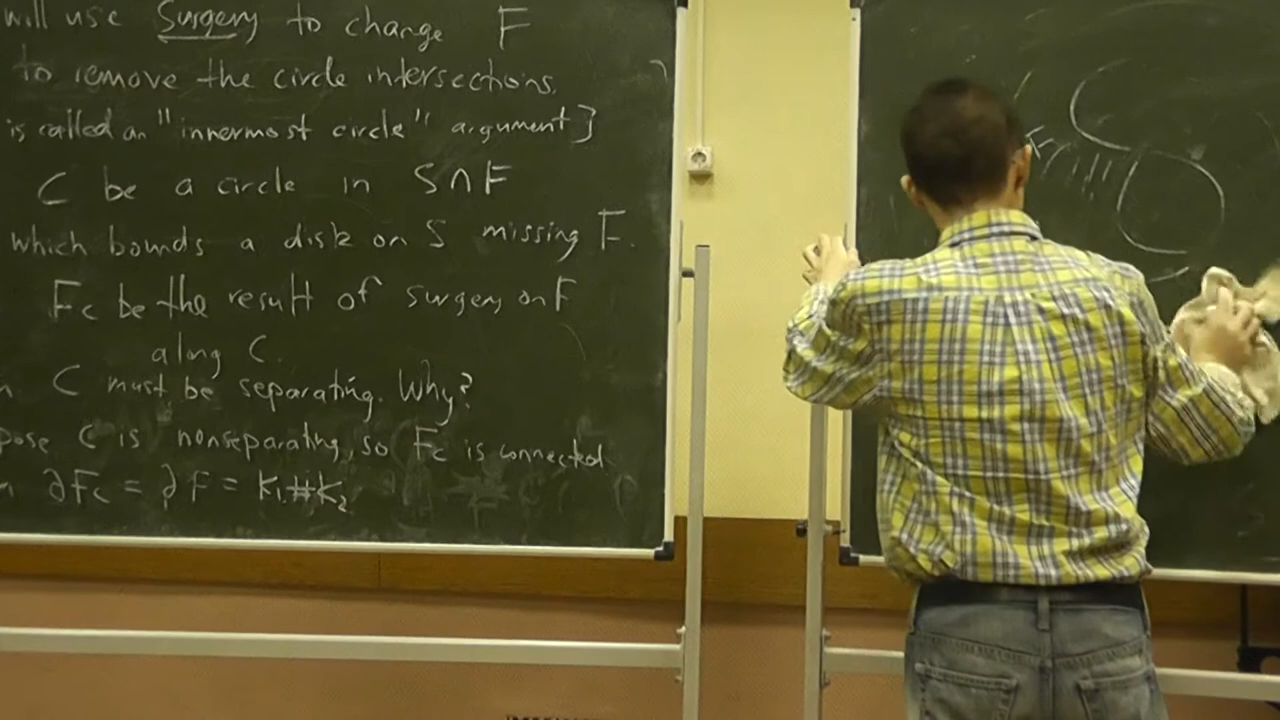 will use Surgery to change F
to remove the circle intersections.
is called an "innermost circle" argument]
C be a circle in S∩F
which bounds a disk on S missing F.
Fc be the result of surgery on F
along C.
C must be separating. Why?
pose C is nonseparating, so Fc is connected
∂Fc = ∂F = K₁#K₂
F